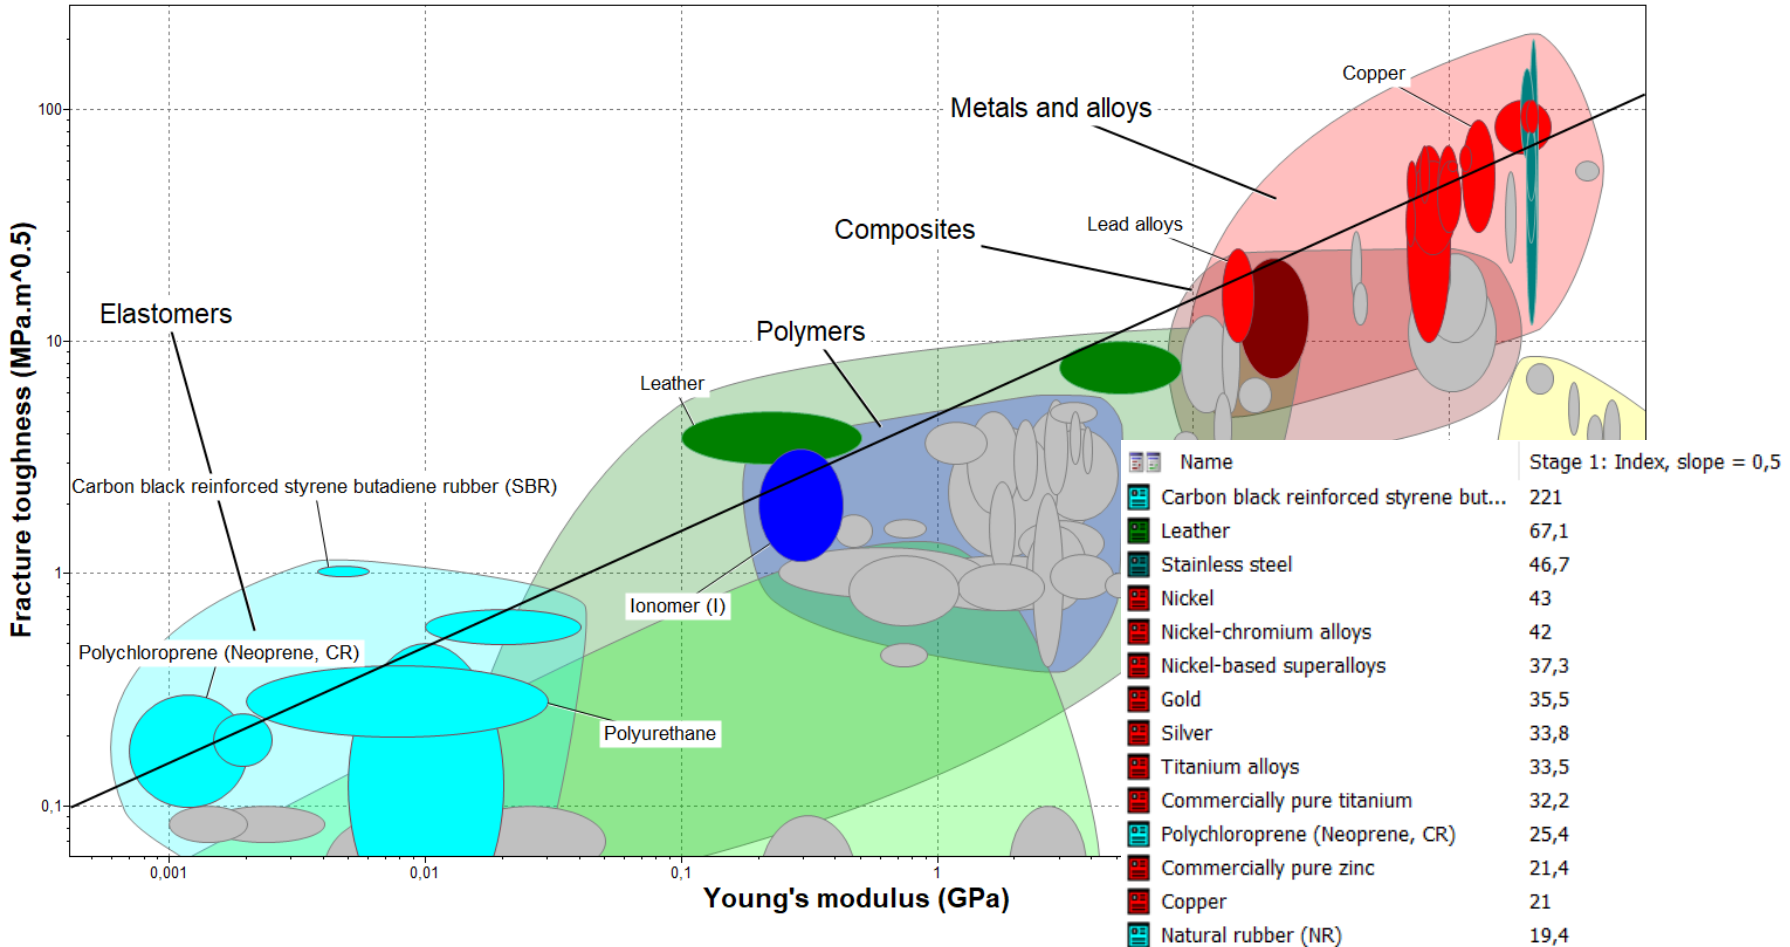 Fracture toughness (MPa.m^0.5)
100
10
1
0,1
Copper
Metals and alloys
Composites
Lead alloys
Elastomers
Polymers
Leather
Carbon black reinforced styrene butadiene rubber (SBR)
Ionomer (I)
Polychloroprene (Neoprene, CR)
Polyurethane
0,001
0,01
0,1
1
Young's modulus (GPa)
Name Stage 1: Index, slope = 0,5
Carbon black reinforced styrene but... 221
Leather 67,1
Stainless steel 46,7
Nickel 43
Nickel-chromium alloys 42
Nickel-based superalloys 37,3
Gold 35,5
Silver 33,8
Titanium alloys 33,5
Commercially pure titanium 32,2
Polychloroprene (Neoprene, CR) 25,4
Commercially pure zinc 21,4
Copper 21
Natural rubber (NR) 19,4